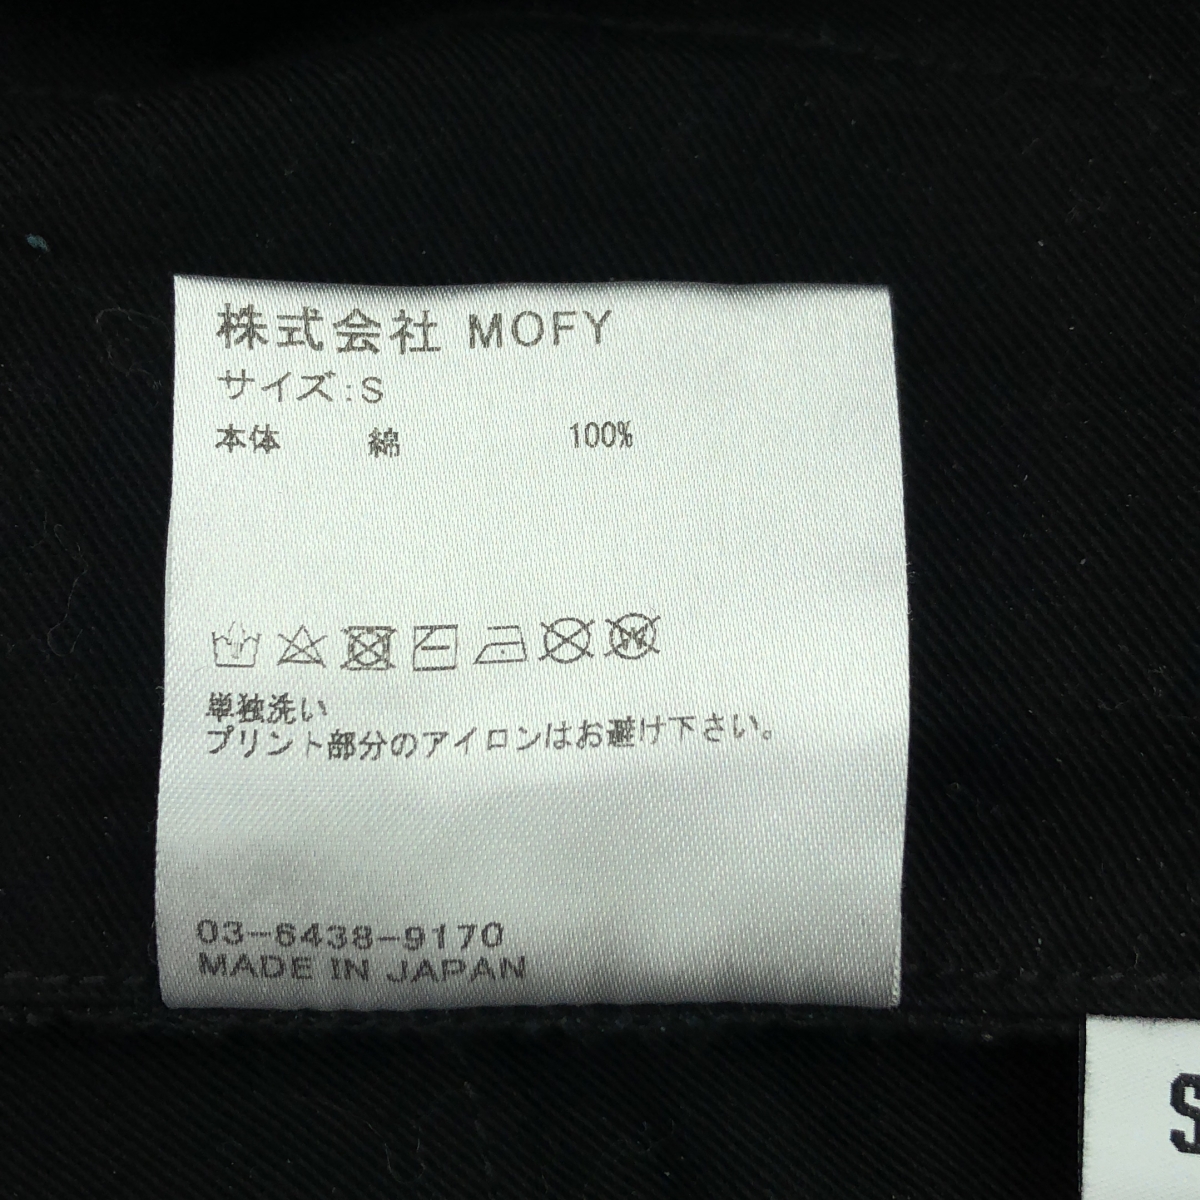 株式会社 MOFY
サイズ:S
本体 綿 100%
単独洗い
プリント部分のアイロンはお避け下さい。
03-6438-9170
MADE IN JAPAN
S